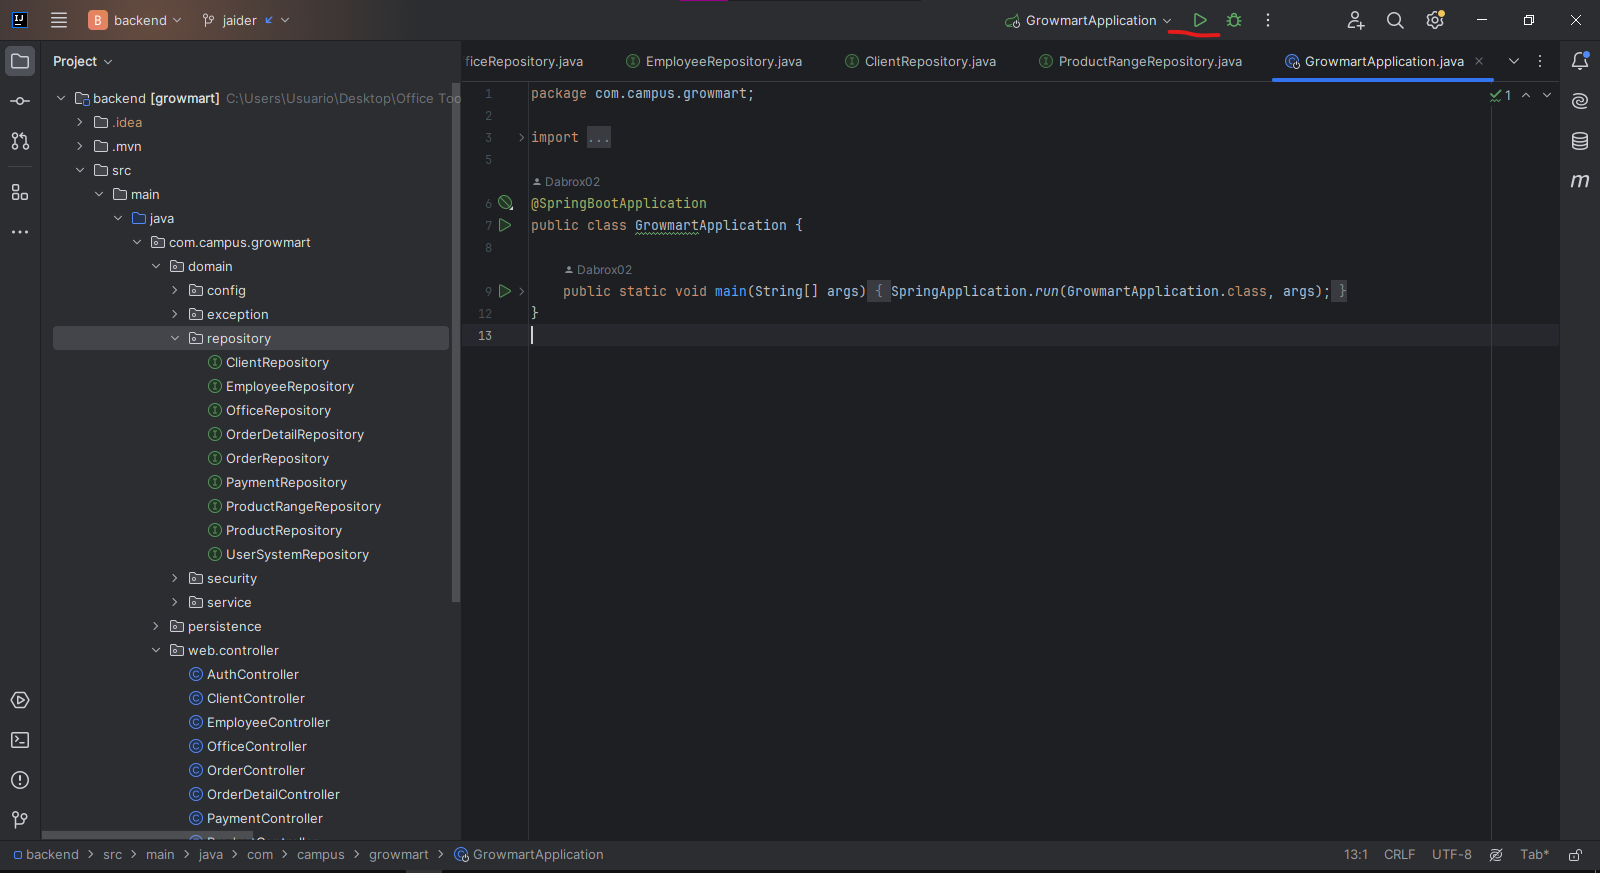 IJ B backend jaider GrowmartApplication
Project
backend [growmart] C:\Users\Usuario\Desktop\Office Too
.idea
.mvn
src
main
java
com.campus.growmart
domain
config
exception
repository
ClientRepository
EmployeeRepository
OfficeRepository
OrderDetailRepository
OrderRepository
PaymentRepository
ProductRangeRepository
ProductRepository
UserSystemRepository
security
service
persistence
web.controller
AuthController
ClientController
EmployeeController
OfficeController
OrderController
OrderDetailController
PaymentController
ficeRepository.java EmployeeRepository.java ClientRepository.java ProductRangeRepository.java GrowmartApplication.java
1 package com.campus.growmart; 1
2
3 import ...
5
Dabrox02
6 @SpringBootApplication
7 public class GrowmartApplication {
8
Dabrox02
9 public static void main(String[] args) { SpringApplication.run(GrowmartApplication.class, args); }
12 }
13
m
backend > src > main > java > com > campus > growmart > GrowmartApplication 13:1 CRLF UTF-8 Tab*